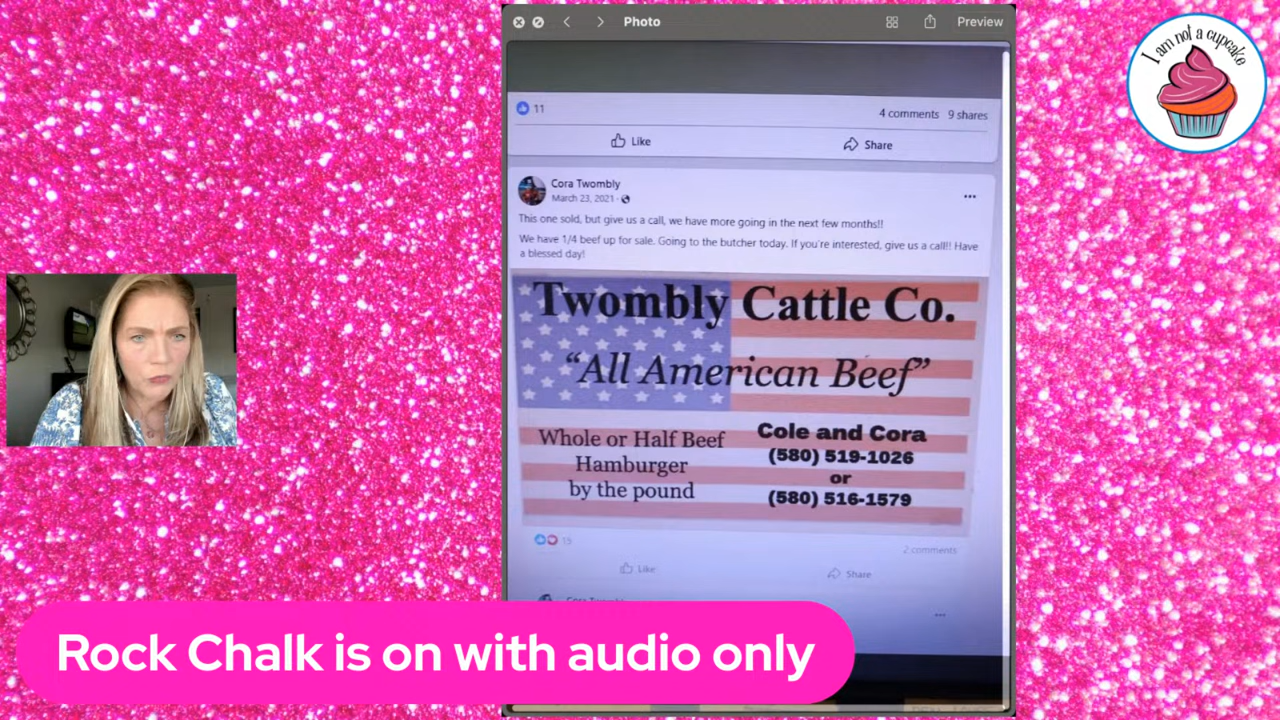 Photo
Preview
I am not a cupcake
11
4 comments 9 shares
Like
Share
Cora Twombly
March 23, 2021
This one sold, but give us a call, we have more going in the next few months!!
We have 1/4 beef up for sale. Going to the butcher today. If you're interested, give us a call!! Have
a blessed day!
Twombly Cattle Co.
"All American Beef"
Whole or Half Beef
Hamburger
by the pound
Cole and Cora
(580) 519-1026
or
(580) 516-1579
15
2 comments
Like
Share
Cora Twombly
Rock Chalk is on with audio only